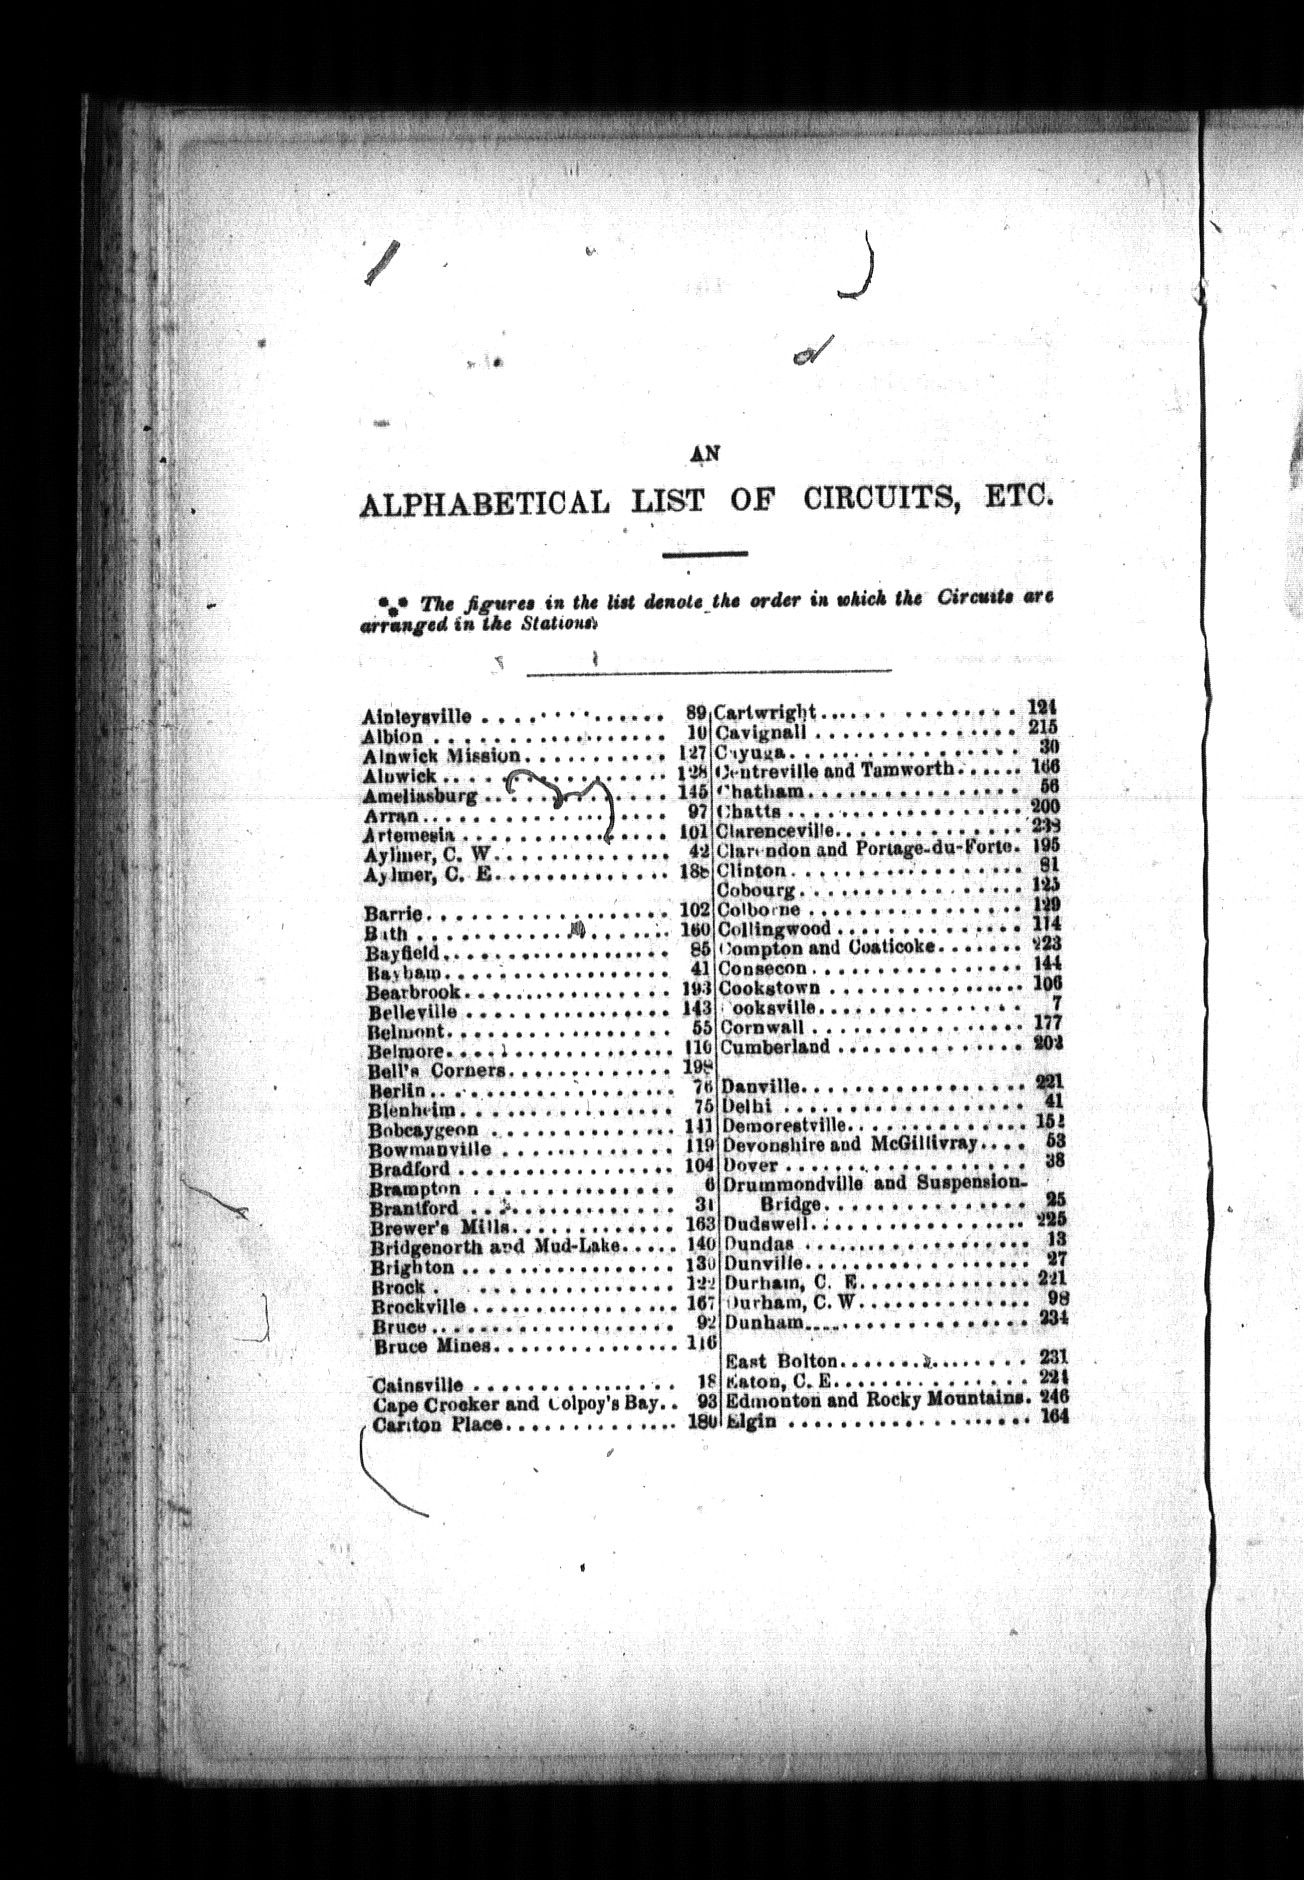 AN
ALPHABETICAL LIST OF CIRCUITS, ETC.
*** The figures in the list denote the order in which the Circuits are
arranged in the Stations.
Ainleysville . . . . . . . . . . . . . . 89
Albion . . . . . . . . . . . . . . 10
Alnwick Mission . . . . . . . . . . . 127
Alnwick . . . . . . . . . . . . . . 128
Ameliasburg . . . . . . . . . . . . 145
Arran . . . . . . . . . . . . . . 97
Artemesia . . . . . . . . . . . . . . 101
Aylmer, C. W. . . . . . . . . . . . . . 42
Aylmer, C. E. . . . . . . . . . . . . . 188
Barrie . . . . . . . . . . . . . . 102
Bath . . . . . . . . . . . . . . 160
Bayfield . . . . . . . . . . . . . . 85
Bayham . . . . . . . . . . . . . . 41
Bearbrook . . . . . . . . . . . . . . 193
Belleville . . . . . . . . . . . . . . 143
Belmont . . . . . . . . . . . . . . 55
Belmore . . . . . . . . . . . . . . 110
Bell's Corners . . . . . . . . . . . . 198
Berlin . . . . . . . . . . . . . . 76
Blenheim . . . . . . . . . . . . . . 75
Bobcaygeon . . . . . . . . . . . . . . 141
Bowmanville . . . . . . . . . . . . . 119
Bradford . . . . . . . . . . . . . . 104
Brampton . . . . . . . . . . . . . . 6
Brantford . . . . . . . . . . . . . . 31
Brewer's Mills . . . . . . . . . . . . 163
Bridgenorth and Mud-Lake . . . . . 140
Brighton . . . . . . . . . . . . . . 130
Brock . . . . . . . . . . . . . . 122
Brockville . . . . . . . . . . . . . . 167
Bruce . . . . . . . . . . . . . . 92
Bruce Mines . . . . . . . . . . . . . . 116
Cainsville . . . . . . . . . . . . . . 18
Cape Crocker and Colpoy's Bay . . 93
Carlton Place . . . . . . . . . . . . . . 180
Cartwright . . . . . . . . . . . . . . 121
Cavignall . . . . . . . . . . . . . . 215
Cayuga . . . . . . . . . . . . . . 30
Centreville and Tamworth . . . . . . 166
Chatham . . . . . . . . . . . . . . 56
Chatts . . . . . . . . . . . . . . 200
Clarenceville . . . . . . . . . . . . . . 238
Clarendon and Portage-du-Forte. 195
Clinton . . . . . . . . . . . . . . 81
Cobourg . . . . . . . . . . . . . . 125
Colborne . . . . . . . . . . . . . . 129
Collingwood . . . . . . . . . . . . . 114
Compton and Coaticoke . . . . . . . 223
Consecon . . . . . . . . . . . . . . 144
Cookstown . . . . . . . . . . . . . . 106
Cooksville . . . . . . . . . . . . . . 7
Cornwall . . . . . . . . . . . . . . 177
Cumberland . . . . . . . . . . . . . 202
Danville . . . . . . . . . . . . . . 221
Delhi . . . . . . . . . . . . . . 41
Demorestville . . . . . . . . . . . . . . 152
Devonshire and McGillivray . . . . 53
Dover . . . . . . . . . . . . . . 38
Drummondville and Suspension-
Bridge . . . . . . . . . . . . . . 25
Dudswell . . . . . . . . . . . . . . 225
Dundas . . . . . . . . . . . . . . 13
Dunville . . . . . . . . . . . . . . 27
Durham, C. E. . . . . . . . . . . . . . 221
Durham, C. W. . . . . . . . . . . . . . 98
Dunham . . . . . . . . . . . . . . 234
East Bolton . . . . . . . . . . . . . . 231
Eaton, C. E. . . . . . . . . . . . . . 224
Edmonton and Rocky Mountains. 246
Elgin . . . . . . . . . . . . . . 164